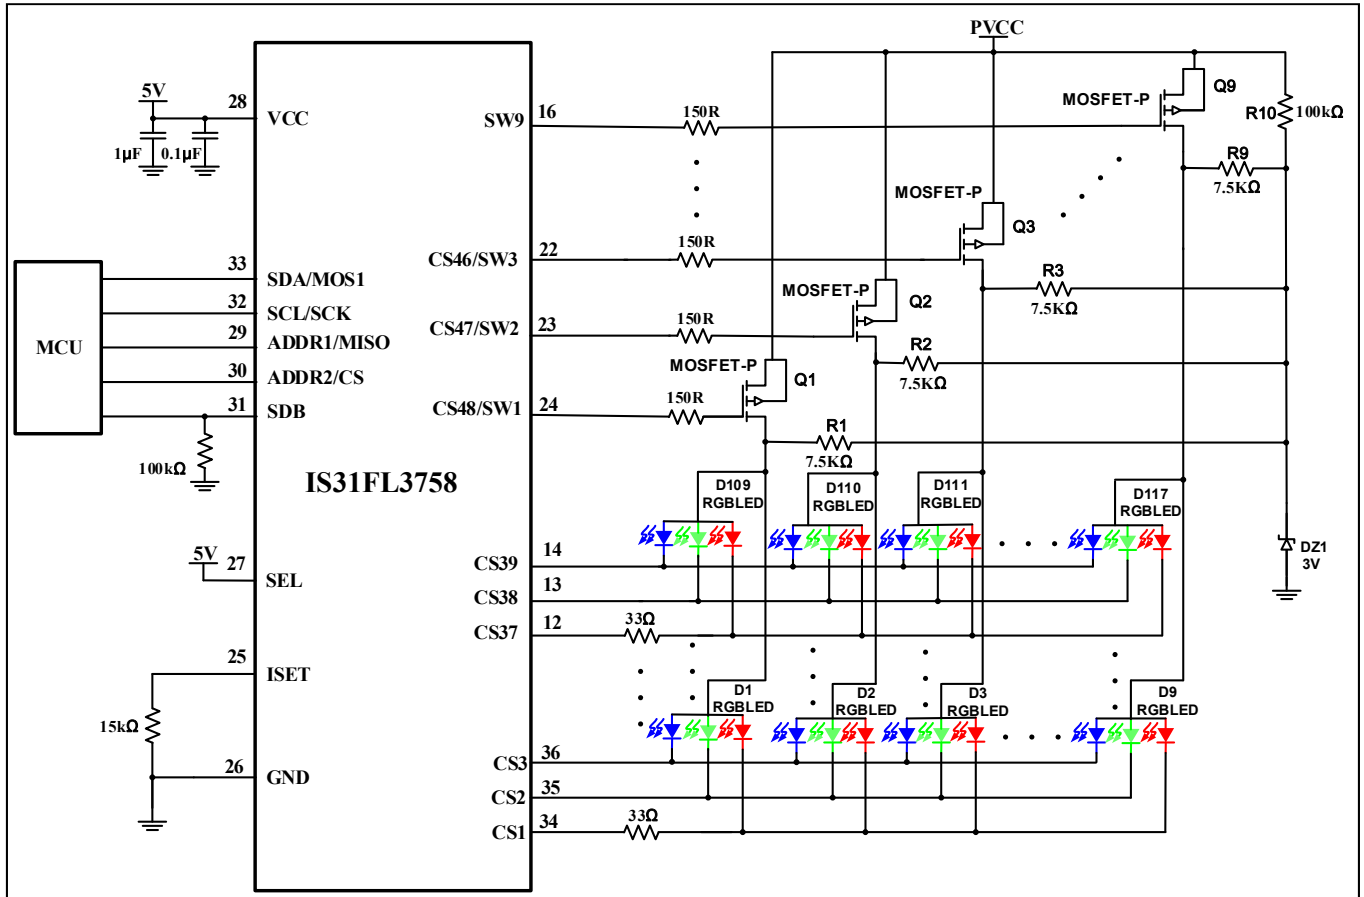 PVCC
5V
28
VCC
1μF
0.1μF
SW9
16
150R
MOSFET-P
Q9
R10
100kΩ
R9
7.5KΩ
MOSFET-P
Q3
CS46/SW3
22
150R
R3
7.5KΩ
MCU
33
SDA/MOS1
32
SCL/SCK
29
ADDR1/MISO
30
ADDR2/CS
31
SDB
100kΩ
MOSFET-P
Q2
CS47/SW2
23
150R
R2
7.5KΩ
MOSFET-P
Q1
CS48/SW1
24
150R
R1
7.5KΩ
IS31FL3758
D109
RGBLED
D110
RGBLED
D111
RGBLED
D117
RGBLED
DZ1
3V
5V
27
SEL
CS39
14
CS38
13
CS37
12
33Ω
25
ISET
15kΩ
26
GND
D1
RGBLED
D2
RGBLED
D3
RGBLED
D9
RGBLED
CS3
36
CS2
35
CS1
34
33Ω